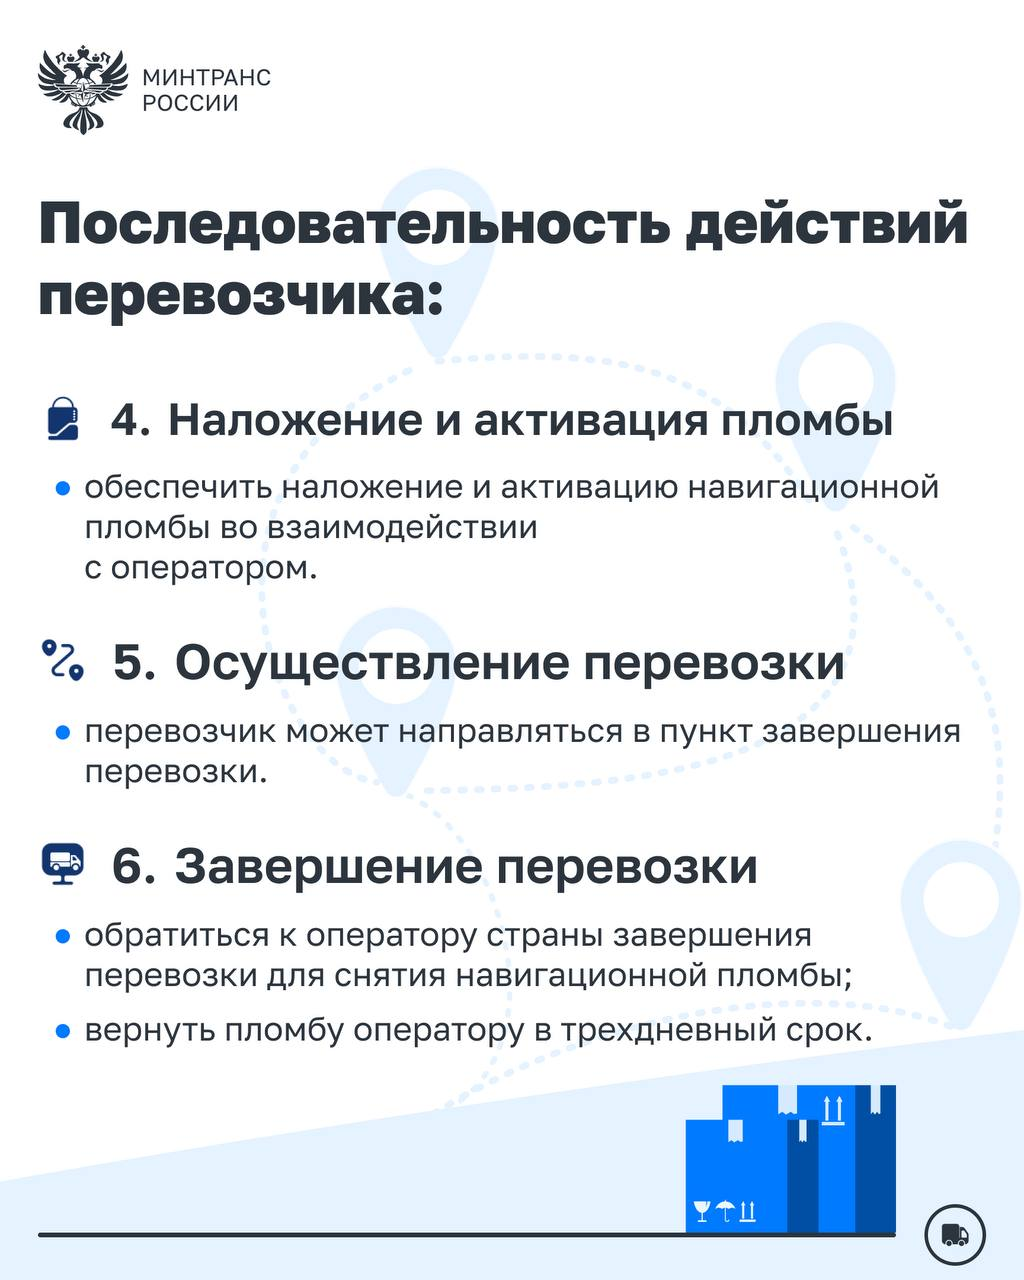 МИНТРАНС
РОССИИ
Последовательность действий
перевозчика:
4. Наложение и активация пломбы
• обеспечить наложение и активацию навигационной
пломбы во взаимодействии
с оператором.
5. Осуществление перевозки
• перевозчик может направляться в пункт завершения
перевозки.
6. Завершение перевозки
• обратиться к оператору страны завершения
перевозки для снятия навигационной пломбы;
• вернуть пломбу оператору в трехдневный срок.